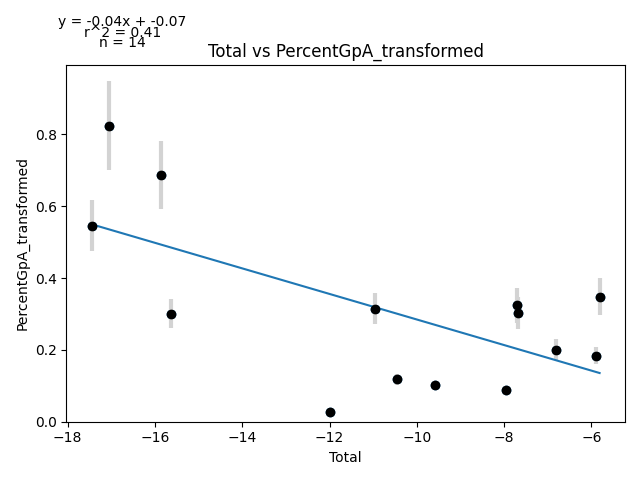 y = -0.04x + -0.07
r^2 = 0.41
n = 14
Total vs PercentGpA_transformed
PercentGpA_transformed
0.8
0.6
0.4
0.2
0.0
−18
−16
−14
−12
−10
−8
−6
Total